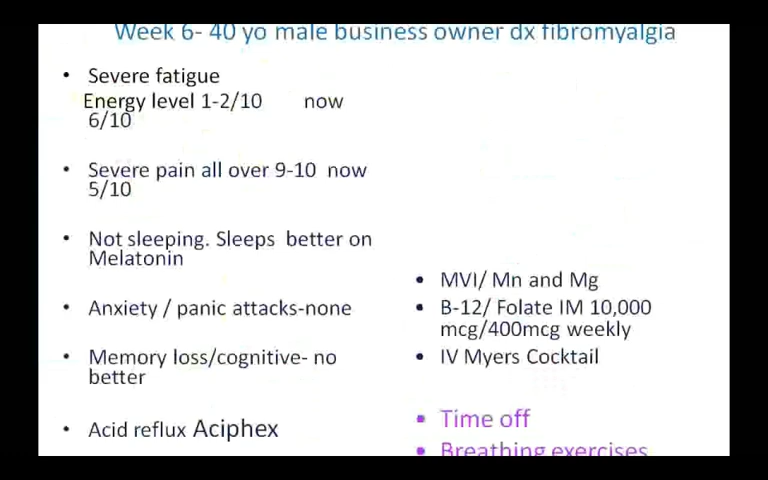 Week 6- 40 yo male business owner dx fibromyalgia
• Severe fatigue
Energy level 1-2/10 now
6/10
• Severe pain all over 9-10 now
5/10
• Not sleeping. Sleeps better on
Melatonin
• Anxiety / panic attacks-none
• Memory loss/cognitive- no
better
• Acid reflux Aciphex
• MVI/ Mn and Mg
• B-12/ Folate IM 10,000
mcg/400mcg weekly
• IV Myers Cocktail
• Time off
• Breathing exercises